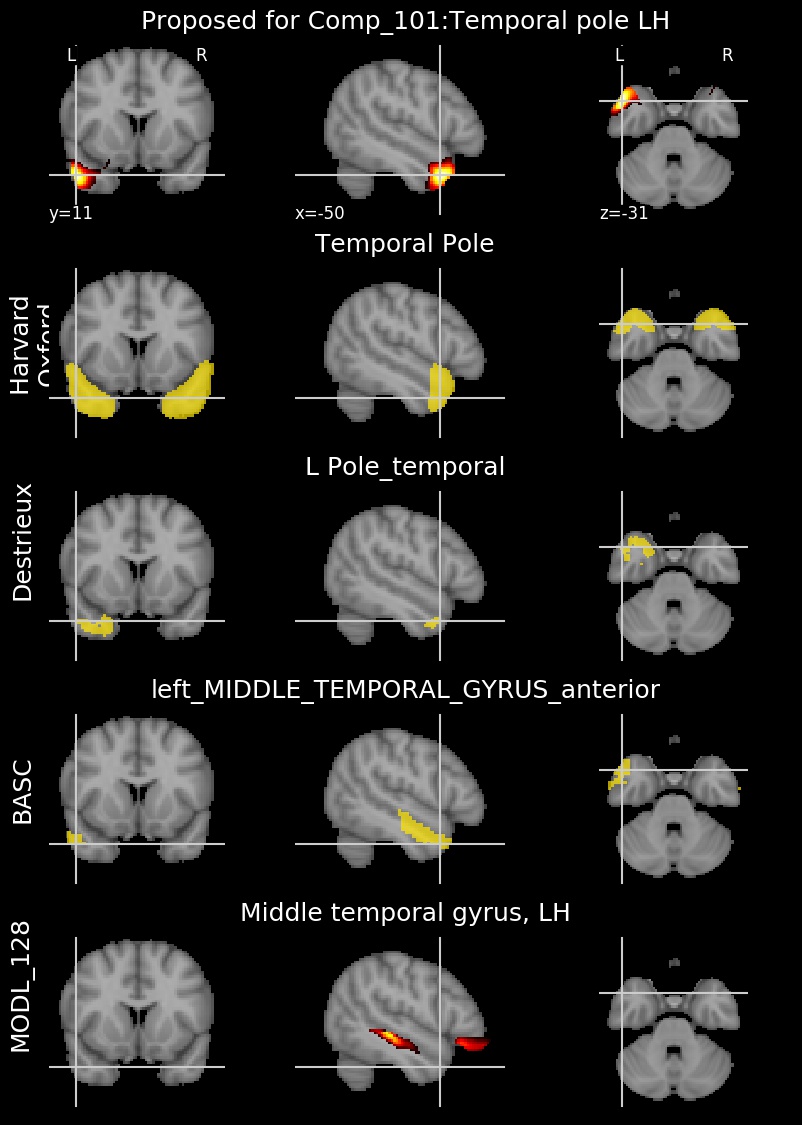 Proposed for Comp_101:Temporal pole LH
L R
L R
y=11
x=-50
z=-31
Temporal Pole
Harvard
Oxford
L Pole_temporal
Destrieux
left_MIDDLE_TEMPORAL_GYRUS_anterior
BASC
Middle temporal gyrus, LH
MODL_128